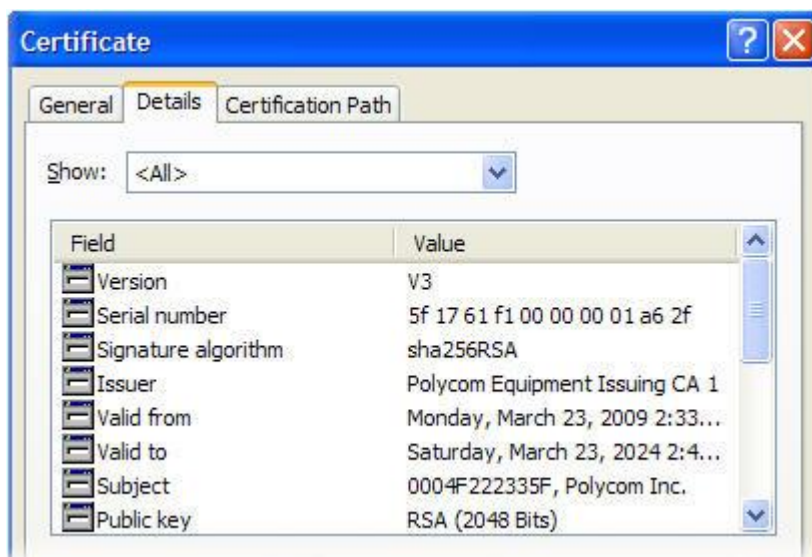 Certificate
General Details Certification Path
Show: <All>
Field Value
Version V3
Serial number 5f 17 61 f1 00 00 00 01 a6 2f
Signature algorithm sha256RSA
Issuer Polycom Equipment Issuing CA 1
Valid from Monday, March 23, 2009 2:33...
Valid to Saturday, March 23, 2024 2:4...
Subject 0004F222335F, Polycom Inc.
Public key RSA (2048 Bits)